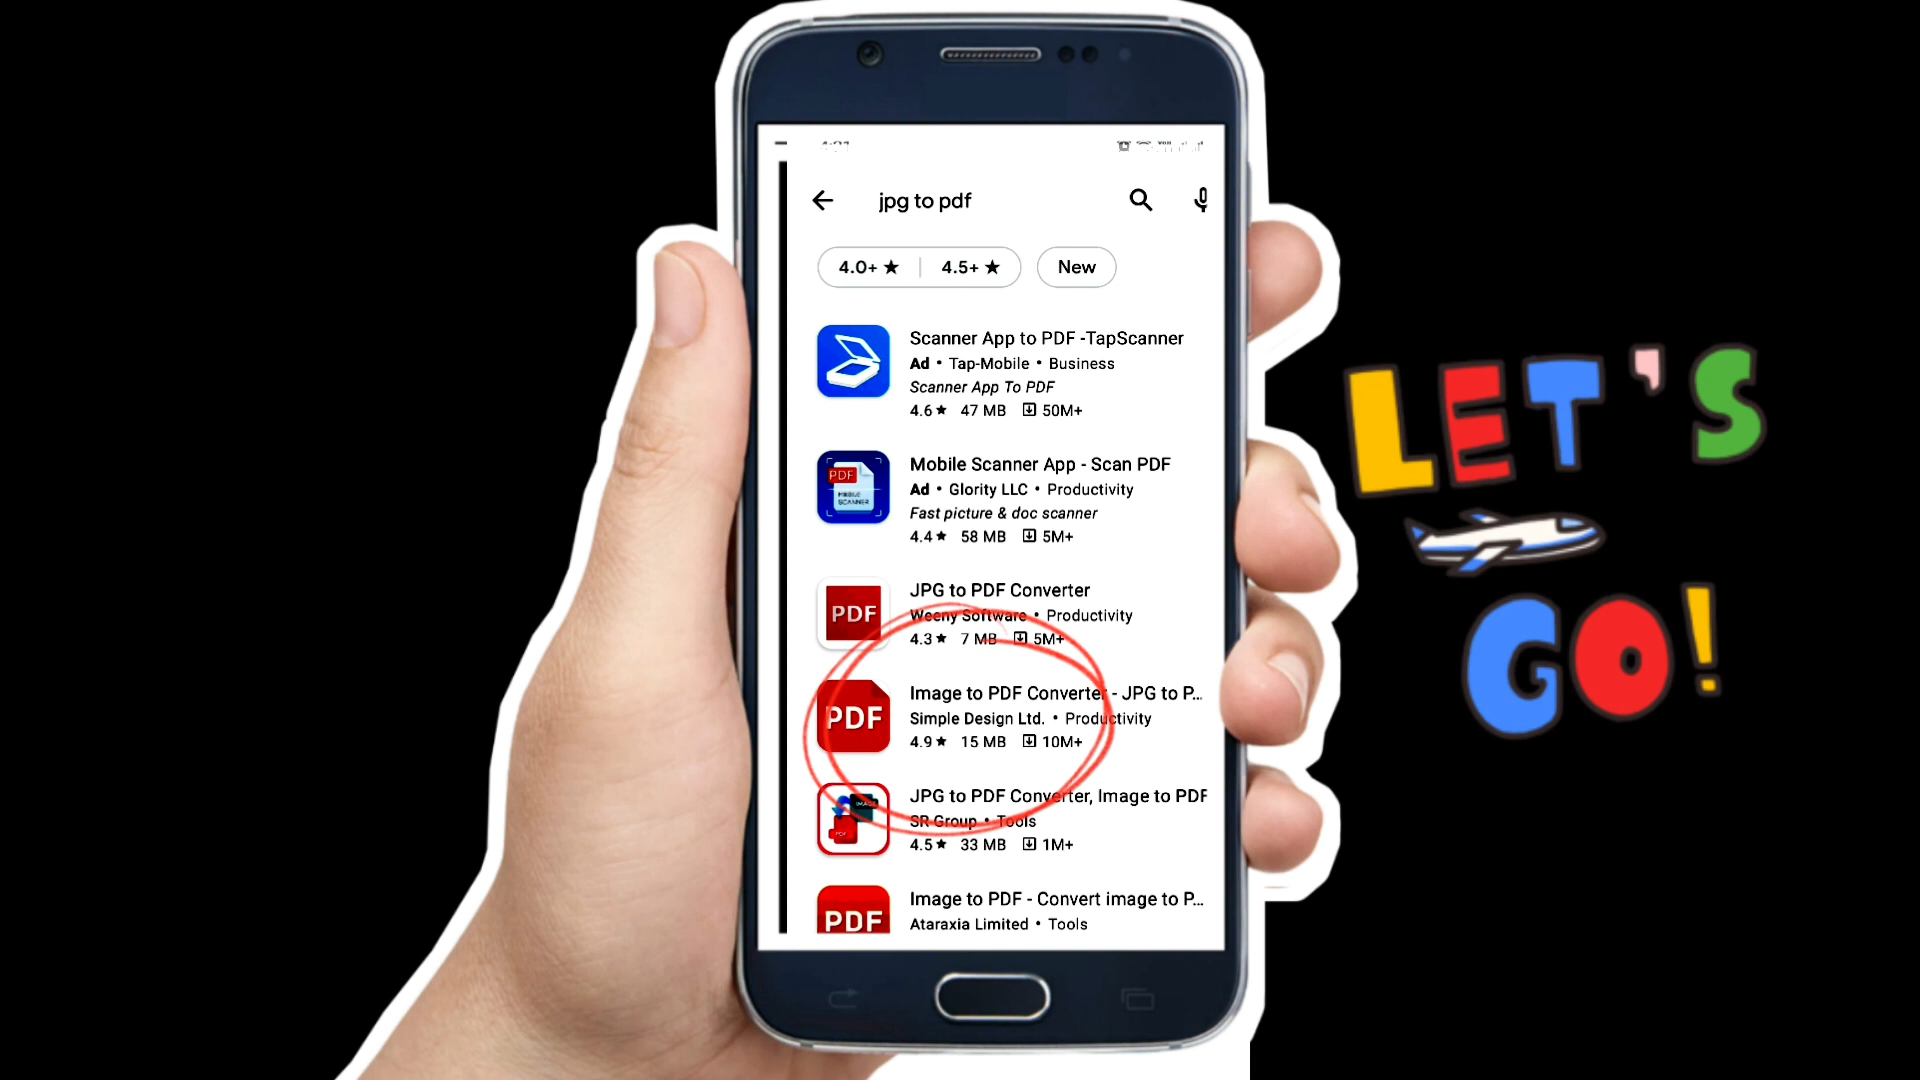 jpg to pdf
4.0+ ★ | 4.5+ ★ New
Scanner App to PDF -TapScanner
Ad • Tap-Mobile • Business
Scanner App To PDF
4.6 ★ 47 MB 50M+
PDF
MOBILE
SCANNER
Mobile Scanner App - Scan PDF
Ad • Glority LLC • Productivity
Fast picture & doc scanner
4.4 ★ 58 MB 5M+
PDF
JPG to PDF Converter
Weeny Software • Productivity
4.3 ★ 7 MB 5M+
PDF
Image to PDF Converter - JPG to P...
Simple Design Ltd. • Productivity
4.9 ★ 15 MB 10M+
IMAGE
PDF
JPG to PDF Converter, Image to PDF
SR Group • Tools
4.5 ★ 33 MB 1M+
PDF
Image to PDF - Convert image to P...
Ataraxia Limited • Tools
LET'S
GO!